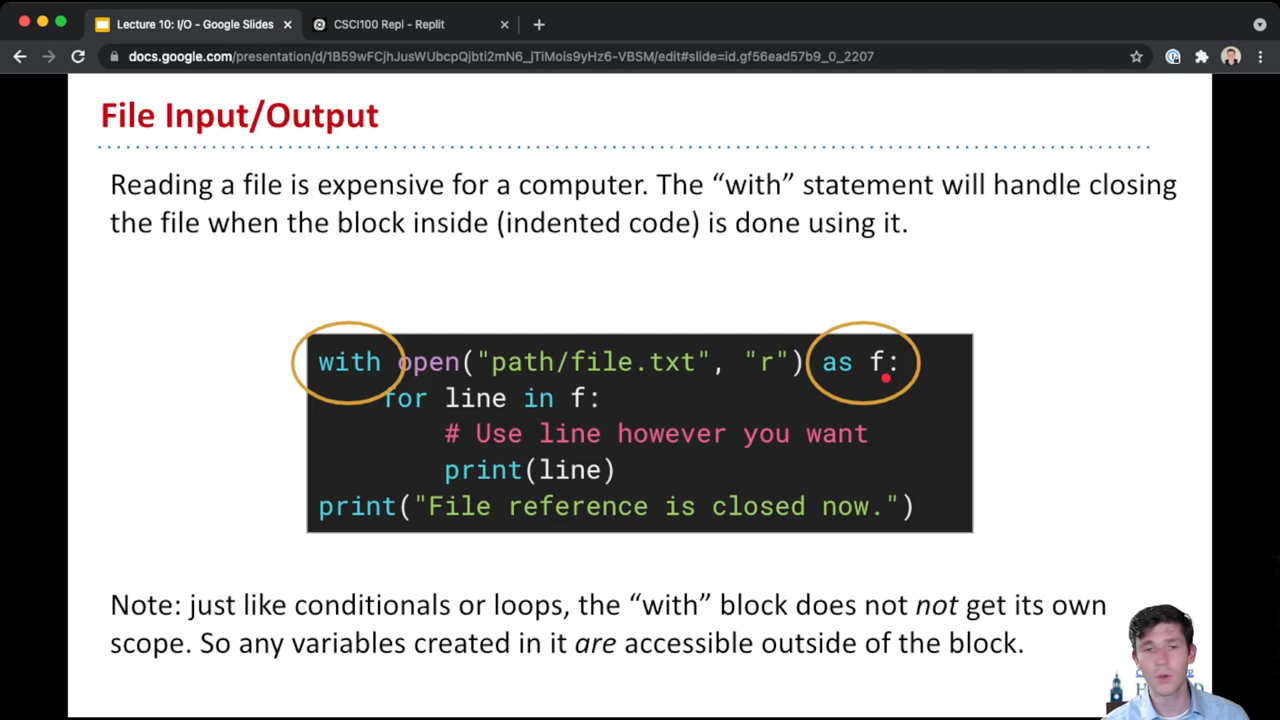 Lecture 10: I/O - Google Slides
CSCI100 Repl - Replit
docs.google.com/presentation/d/1B59wFCjhJusWUbcpQjbti2mN6_jTiMois9yHz6-VBSM/edit#slide=id.gf56ead57b9_0_2207
File Input/Output
Reading a file is expensive for a computer. The “with” statement will handle closing
the file when the block inside (indented code) is done using it.
with open("path/file.txt", "r") as f:
for line in f:
# Use line however you want
print(line)
print("File reference is closed now.")
Note: just like conditionals or loops, the “with” block does not not get its own
scope. So any variables created in it are accessible outside of the block.